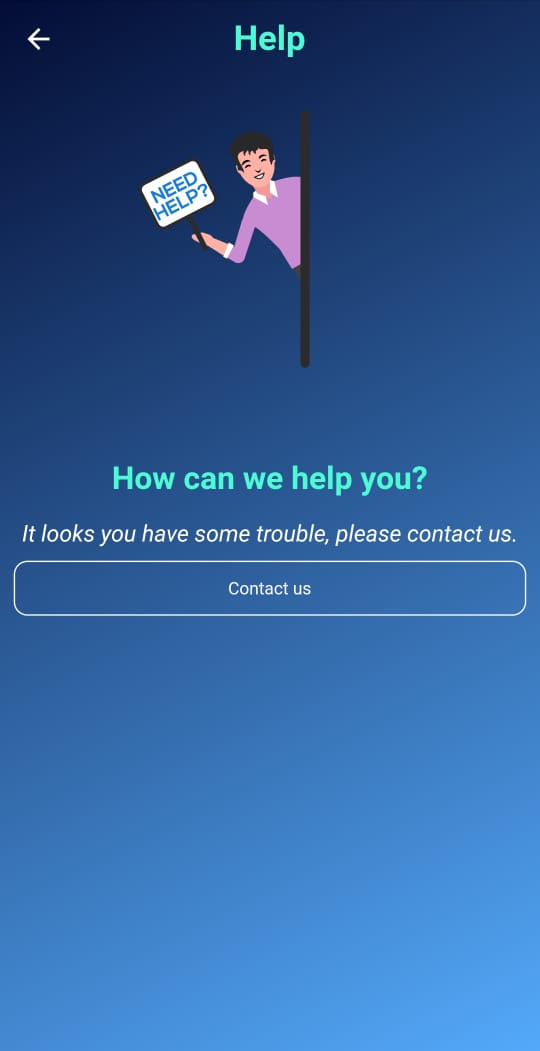 Help
NEED
HELP?
How can we help you?
It looks you have some trouble, please contact us.
Contact us